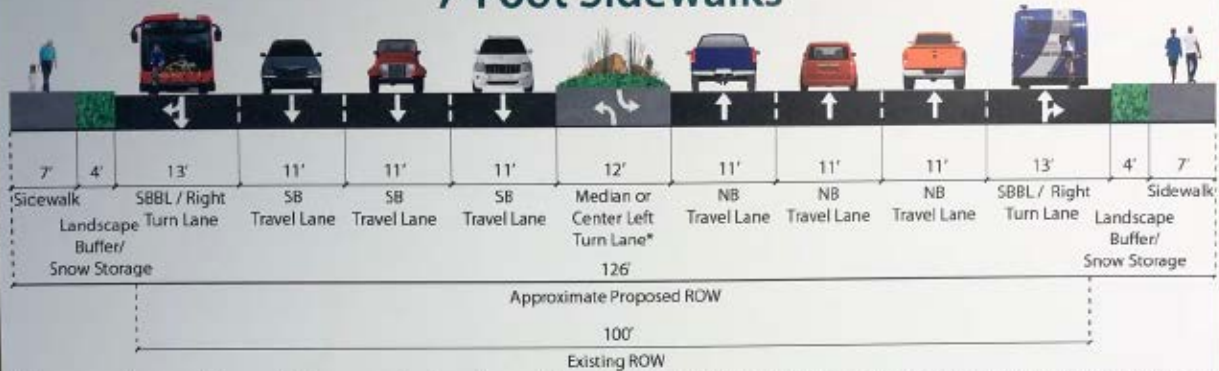 7-Foot Sidewalks
7' 4' 13' 11' 11' 11' 12' 11' 11' 11' 13' 4' 7'
Sicewalk
Landscape Buffer/ Snow Storage
SBBL / Right Turn Lane
SB Travel Lane
SB Travel Lane
SB Travel Lane
Median or Center Left Turn Lane*
NB Travel Lane
NB Travel Lane
NB Travel Lane
SBBL / Right Turn Lane
Landscape Buffer/ Snow Storage
Sidewalk
126'
Approximate Proposed ROW
100'
Existing ROW